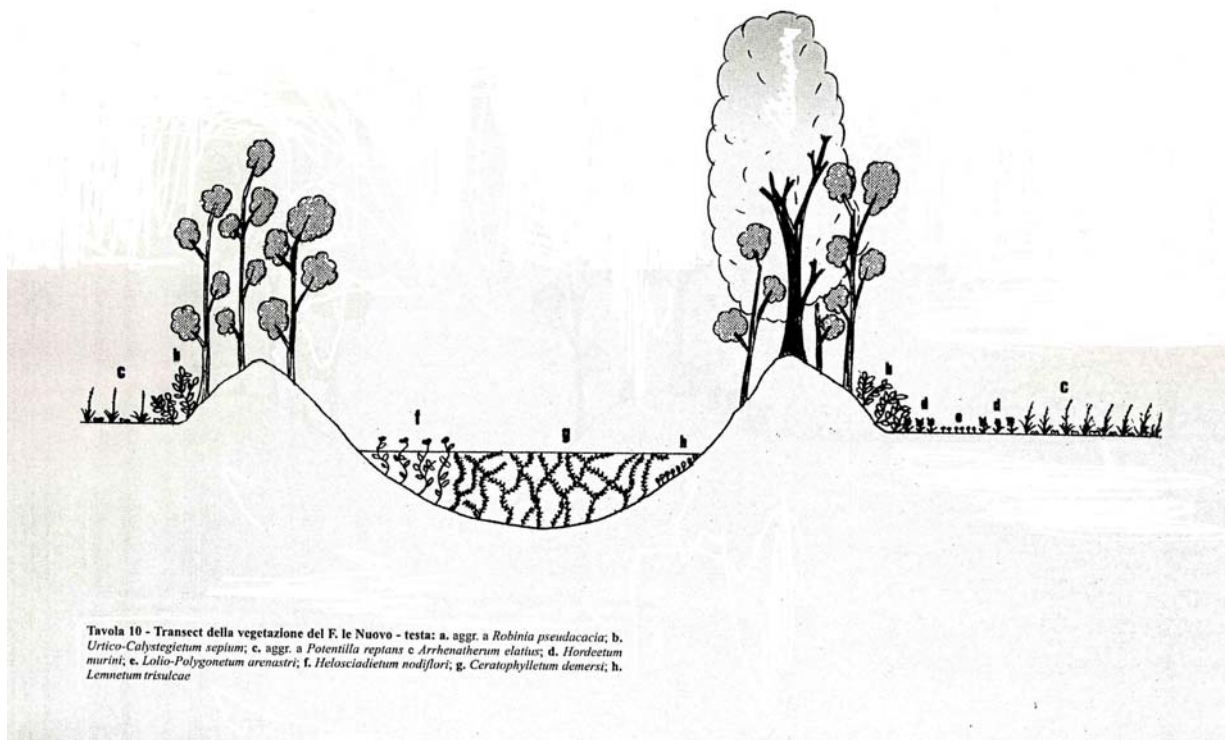 c
b
b
d
e
d
c
f
g
h
Tavola 10 - Transect della vegetazione del F. le Nuovo - testa: a. aggr. a Robinia pseudacacia; b.
Urtico-Calystegietum sepium; c. aggr. a Potentilla reptans e Arrhenatherum elatius; d. Hordeetum
murini; e. Lolio-Polygonetum arenastri; f. Helosciadietum nodiflori; g. Ceratophylletum demersi; h.
Lemnetum trisulcae